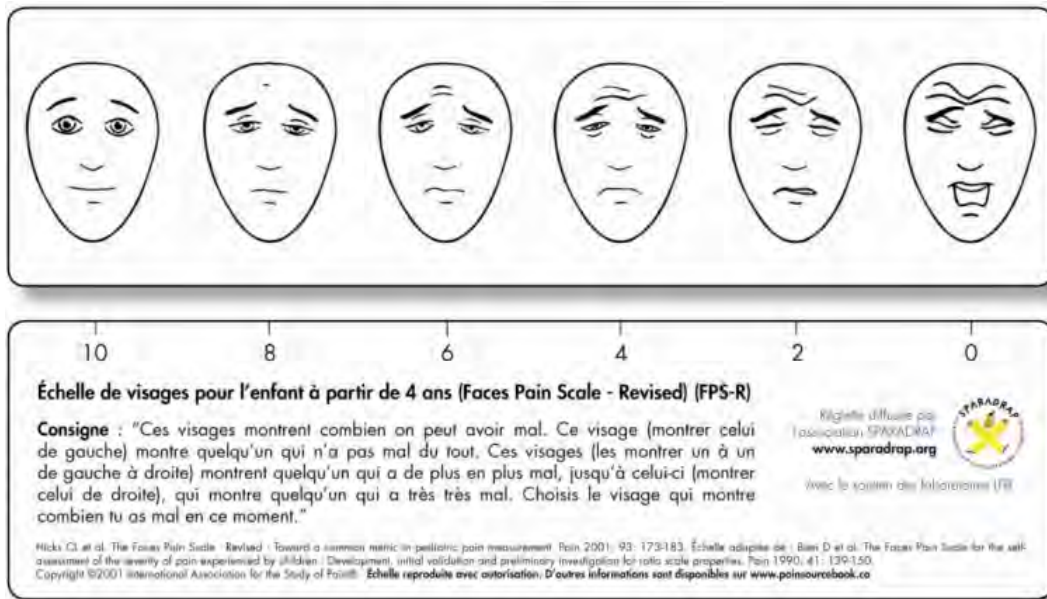 10 8 6 4 2 0
Échelle de visages pour l'enfant à partir de 4 ans (Faces Pain Scale - Revised) (FPS-R)
Consigne : "Ces visages montrent combien on peut avoir mal. Ce visage (montrer celui
de gauche) montre quelqu'un qui n'a pas mal du tout. Ces visages (les montrer un à un
de gauche à droite) montrent quelqu'un qui a de plus en plus mal, jusqu'à celui-ci (montrer
celui de droite), qui montre quelqu'un qui a très très mal. Choisis le visage qui montre
combien tu as mal en ce moment."
Réglette diffusée par
l'association SPARADRAP
www.sparadrap.org
SPARADRAP
Avec le soutien des laboratoires LFB
Hicks CL et al. The Faces Pain Scale - Revised : Toward a common metric in pediatric pain measurement. Pain 2001; 93: 173-183. Échelle adaptée de : Bieri D et al. The Faces Pain Scale for the self-
assessment of the severity of pain experienced by children : Development, initial validation and preliminary investigation for ratio scale properties. Pain 1990; 41: 139-150.
Copyright ©2001 International Association for the Study of Pain®. Échelle reproduite avec autorisation. D'autres informations sont disponibles sur www.painsourcebook.ca